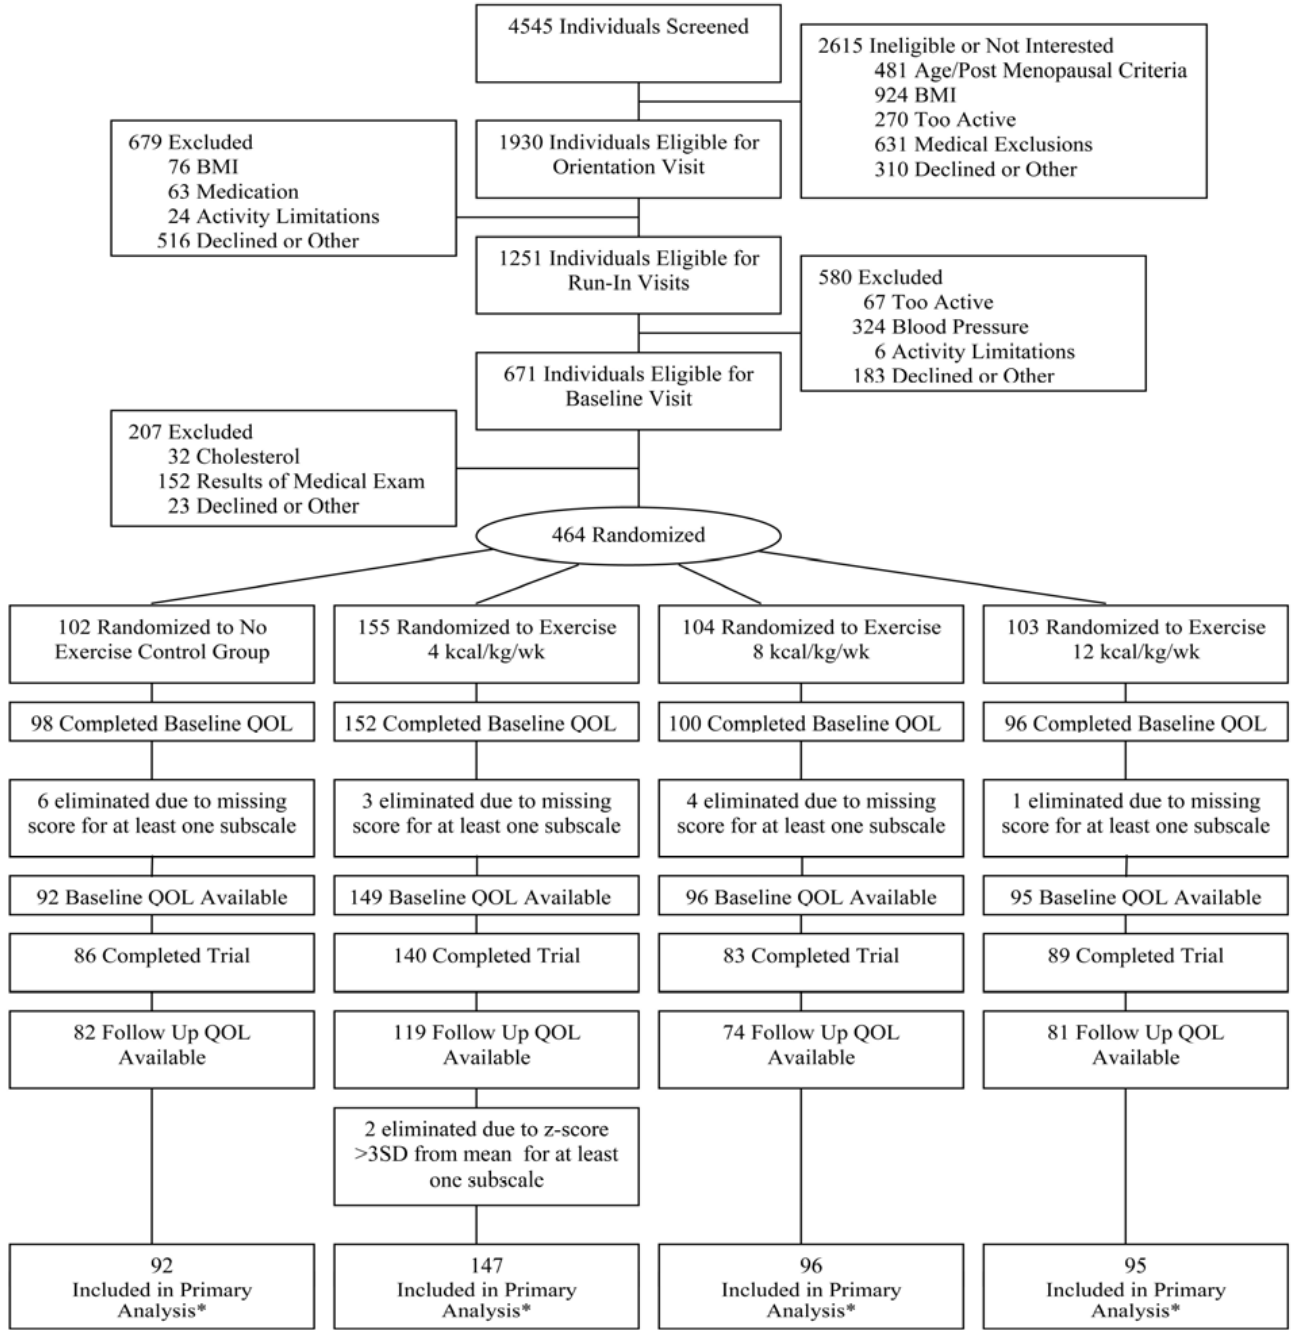 4545 Individuals Screened
2615 Ineligible or Not Interested
481 Age/Post Menopausal Criteria
924 BMI
270 Too Active
631 Medical Exclusions
310 Declined or Other
1930 Individuals Eligible for
Orientation Visit
679 Excluded
76 BMI
63 Medication
24 Activity Limitations
516 Declined or Other
1251 Individuals Eligible for
Run-In Visits
580 Excluded
67 Too Active
324 Blood Pressure
6 Activity Limitations
183 Declined or Other
671 Individuals Eligible for
Baseline Visit
207 Excluded
32 Cholesterol
152 Results of Medical Exam
23 Declined or Other
464 Randomized
102 Randomized to No
Exercise Control Group
155 Randomized to Exercise
4 kcal/kg/wk
104 Randomized to Exercise
8 kcal/kg/wk
103 Randomized to Exercise
12 kcal/kg/wk
98 Completed Baseline QOL
152 Completed Baseline QOL
100 Completed Baseline QOL
96 Completed Baseline QOL
6 eliminated due to missing
score for at least one subscale
3 eliminated due to missing
score for at least one subscale
4 eliminated due to missing
score for at least one subscale
1 eliminated due to missing
score for at least one subscale
92 Baseline QOL Available
149 Baseline QOL Available
96 Baseline QOL Available
95 Baseline QOL Available
86 Completed Trial
140 Completed Trial
83 Completed Trial
89 Completed Trial
82 Follow Up QOL
Available
119 Follow Up QOL
Available
74 Follow Up QOL
Available
81 Follow Up QOL
Available
2 eliminated due to z-score
>3SD from mean for at least
one subscale
92
Included in Primary
Analysis*
147
Included in Primary
Analysis*
96
Included in Primary
Analysis*
95
Included in Primary
Analysis*